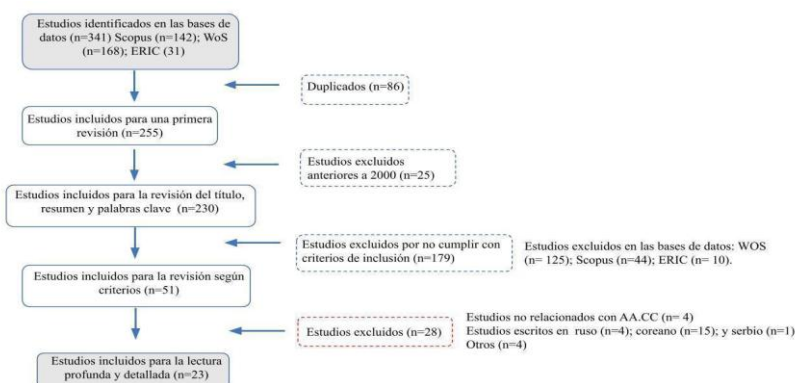 Estudios identificados en las bases de
datos (n=341) Scopus (n=142); WoS
(n=168); ERIC (31)
Duplicados (n=86)
Estudios incluidos para una primera
revisión (n=255)
Estudios excluidos
anteriores a 2000 (n=25)
Estudios incluidos para la revisión del título,
resumen y palabras clave (n=230)
Estudios excluidos por no cumplir con
criterios de inclusión (n=179)
Estudios excluidos en las bases de datos: WOS
(n= 125); Scopus (n=44); ERIC (n= 10).
Estudios incluidos para la revisión según
criterios (n=51)
Estudios excluidos (n=28)
Estudios no relacionados con AA.CC (n= 4)
Estudios escritos en ruso (n=4); coreano (n=15); y serbio (n=1)
Otros (n=4)
Estudios incluidos para la lectura
profunda y detallada (n=23)